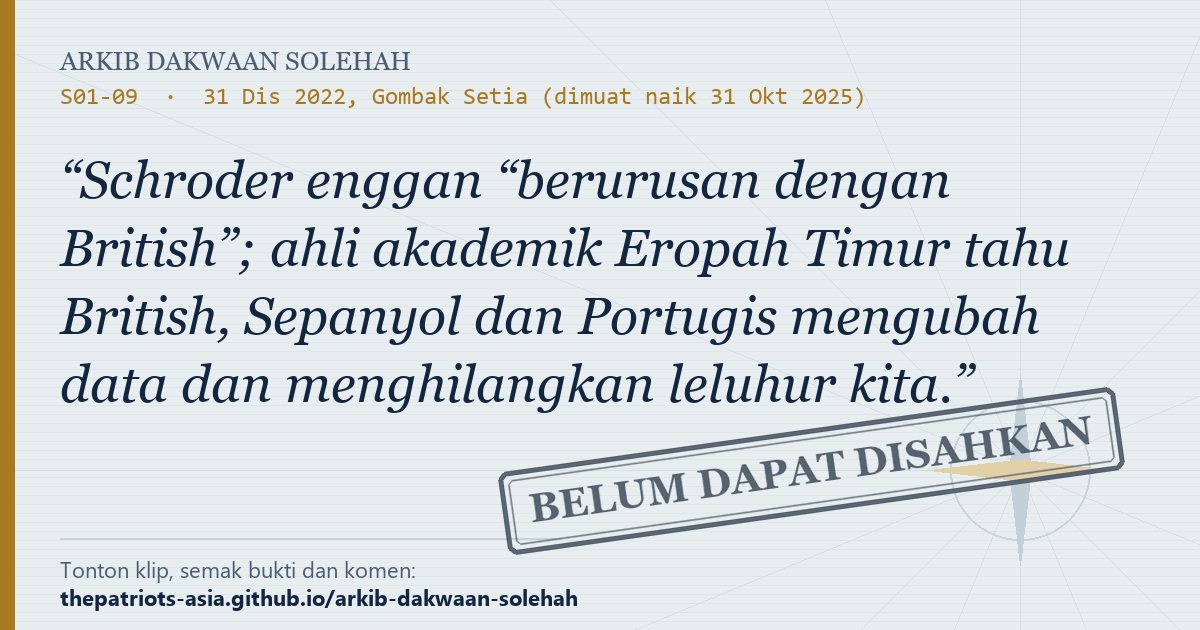 ARKIB DAKWAAN SOLEHAH
S01-09 · 31 Dis 2022, Gombak Setia (dimuat naik 31 Okt 2025)
“Schroder enggan “berurusan dengan
British”; ahli akademik Eropah Timur tahu
British, Sepanyol dan Portugis mengubah
data dan menghilangkan leluhur kita.”
BELUM DAPAT DISAHKAN
Tonton klip, semak bukti dan komen:
thepatriots-asia.github.io/arkib-dakwaan-solehah